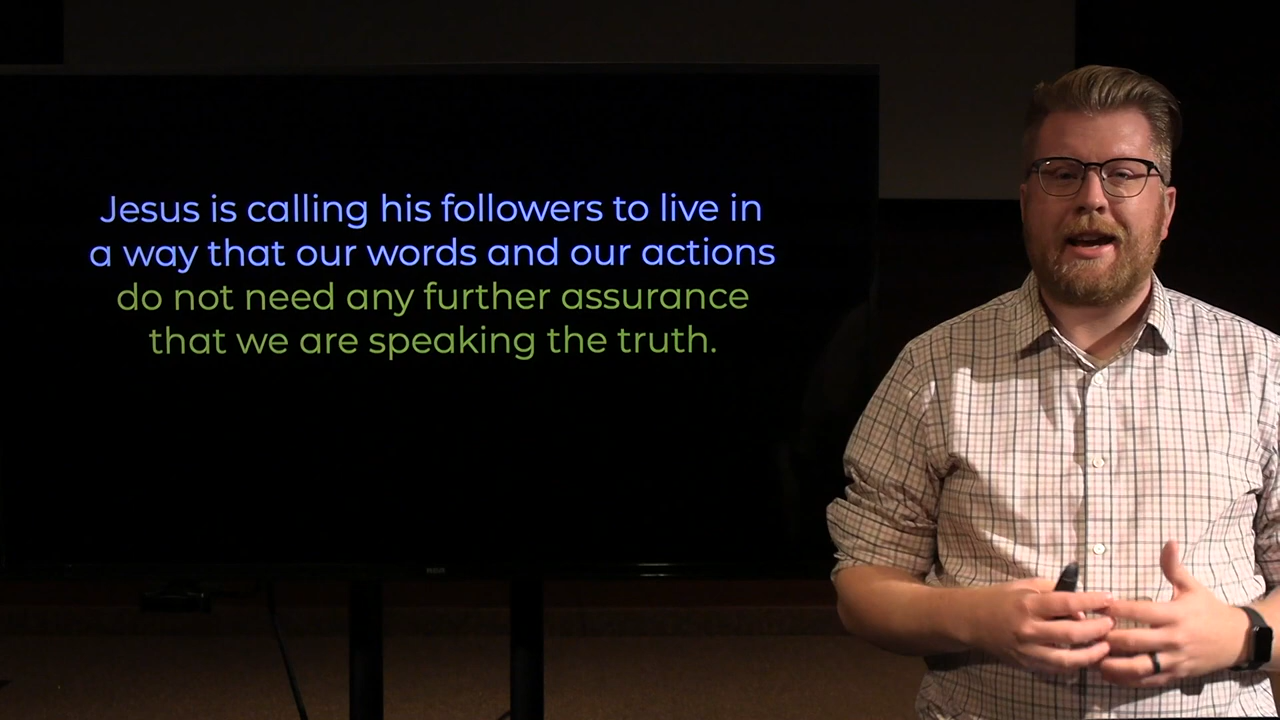 Jesus is calling his followers to live in
a way that our words and our actions
do not need any further assurance
that we are speaking the truth.